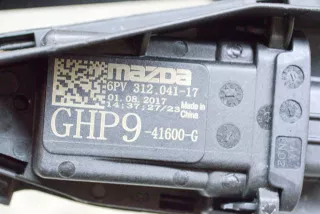 mazda
6PV 312.041-17
01.08.2017
14:37:27/23
Made in
China
GHP9-41600-G